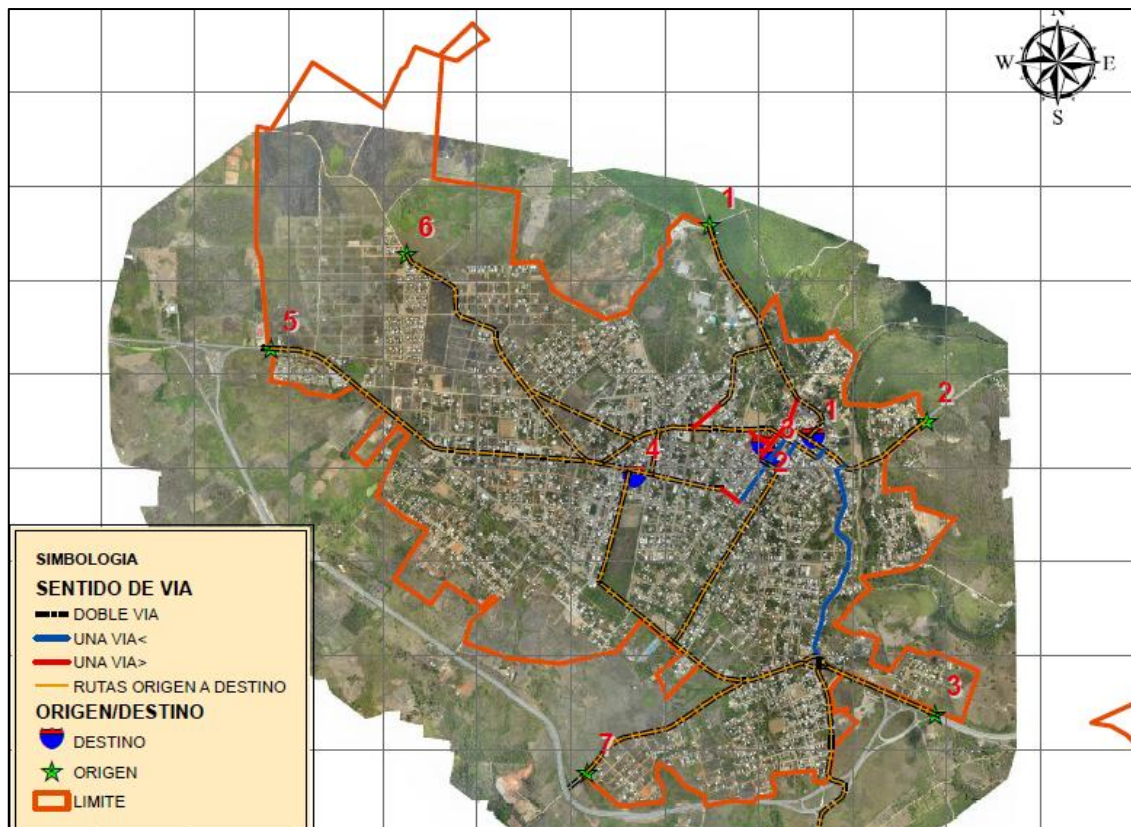 N
W E
S
1
6
5
2
1
3
4
2
3
7
SIMBOLOGIA
SENTIDO DE VIA
DOBLE VIA
UNA VIA<
UNA VIA>
RUTAS ORIGEN A DESTINO
ORIGEN/DESTINO
DESTINO
ORIGEN
LIMITE